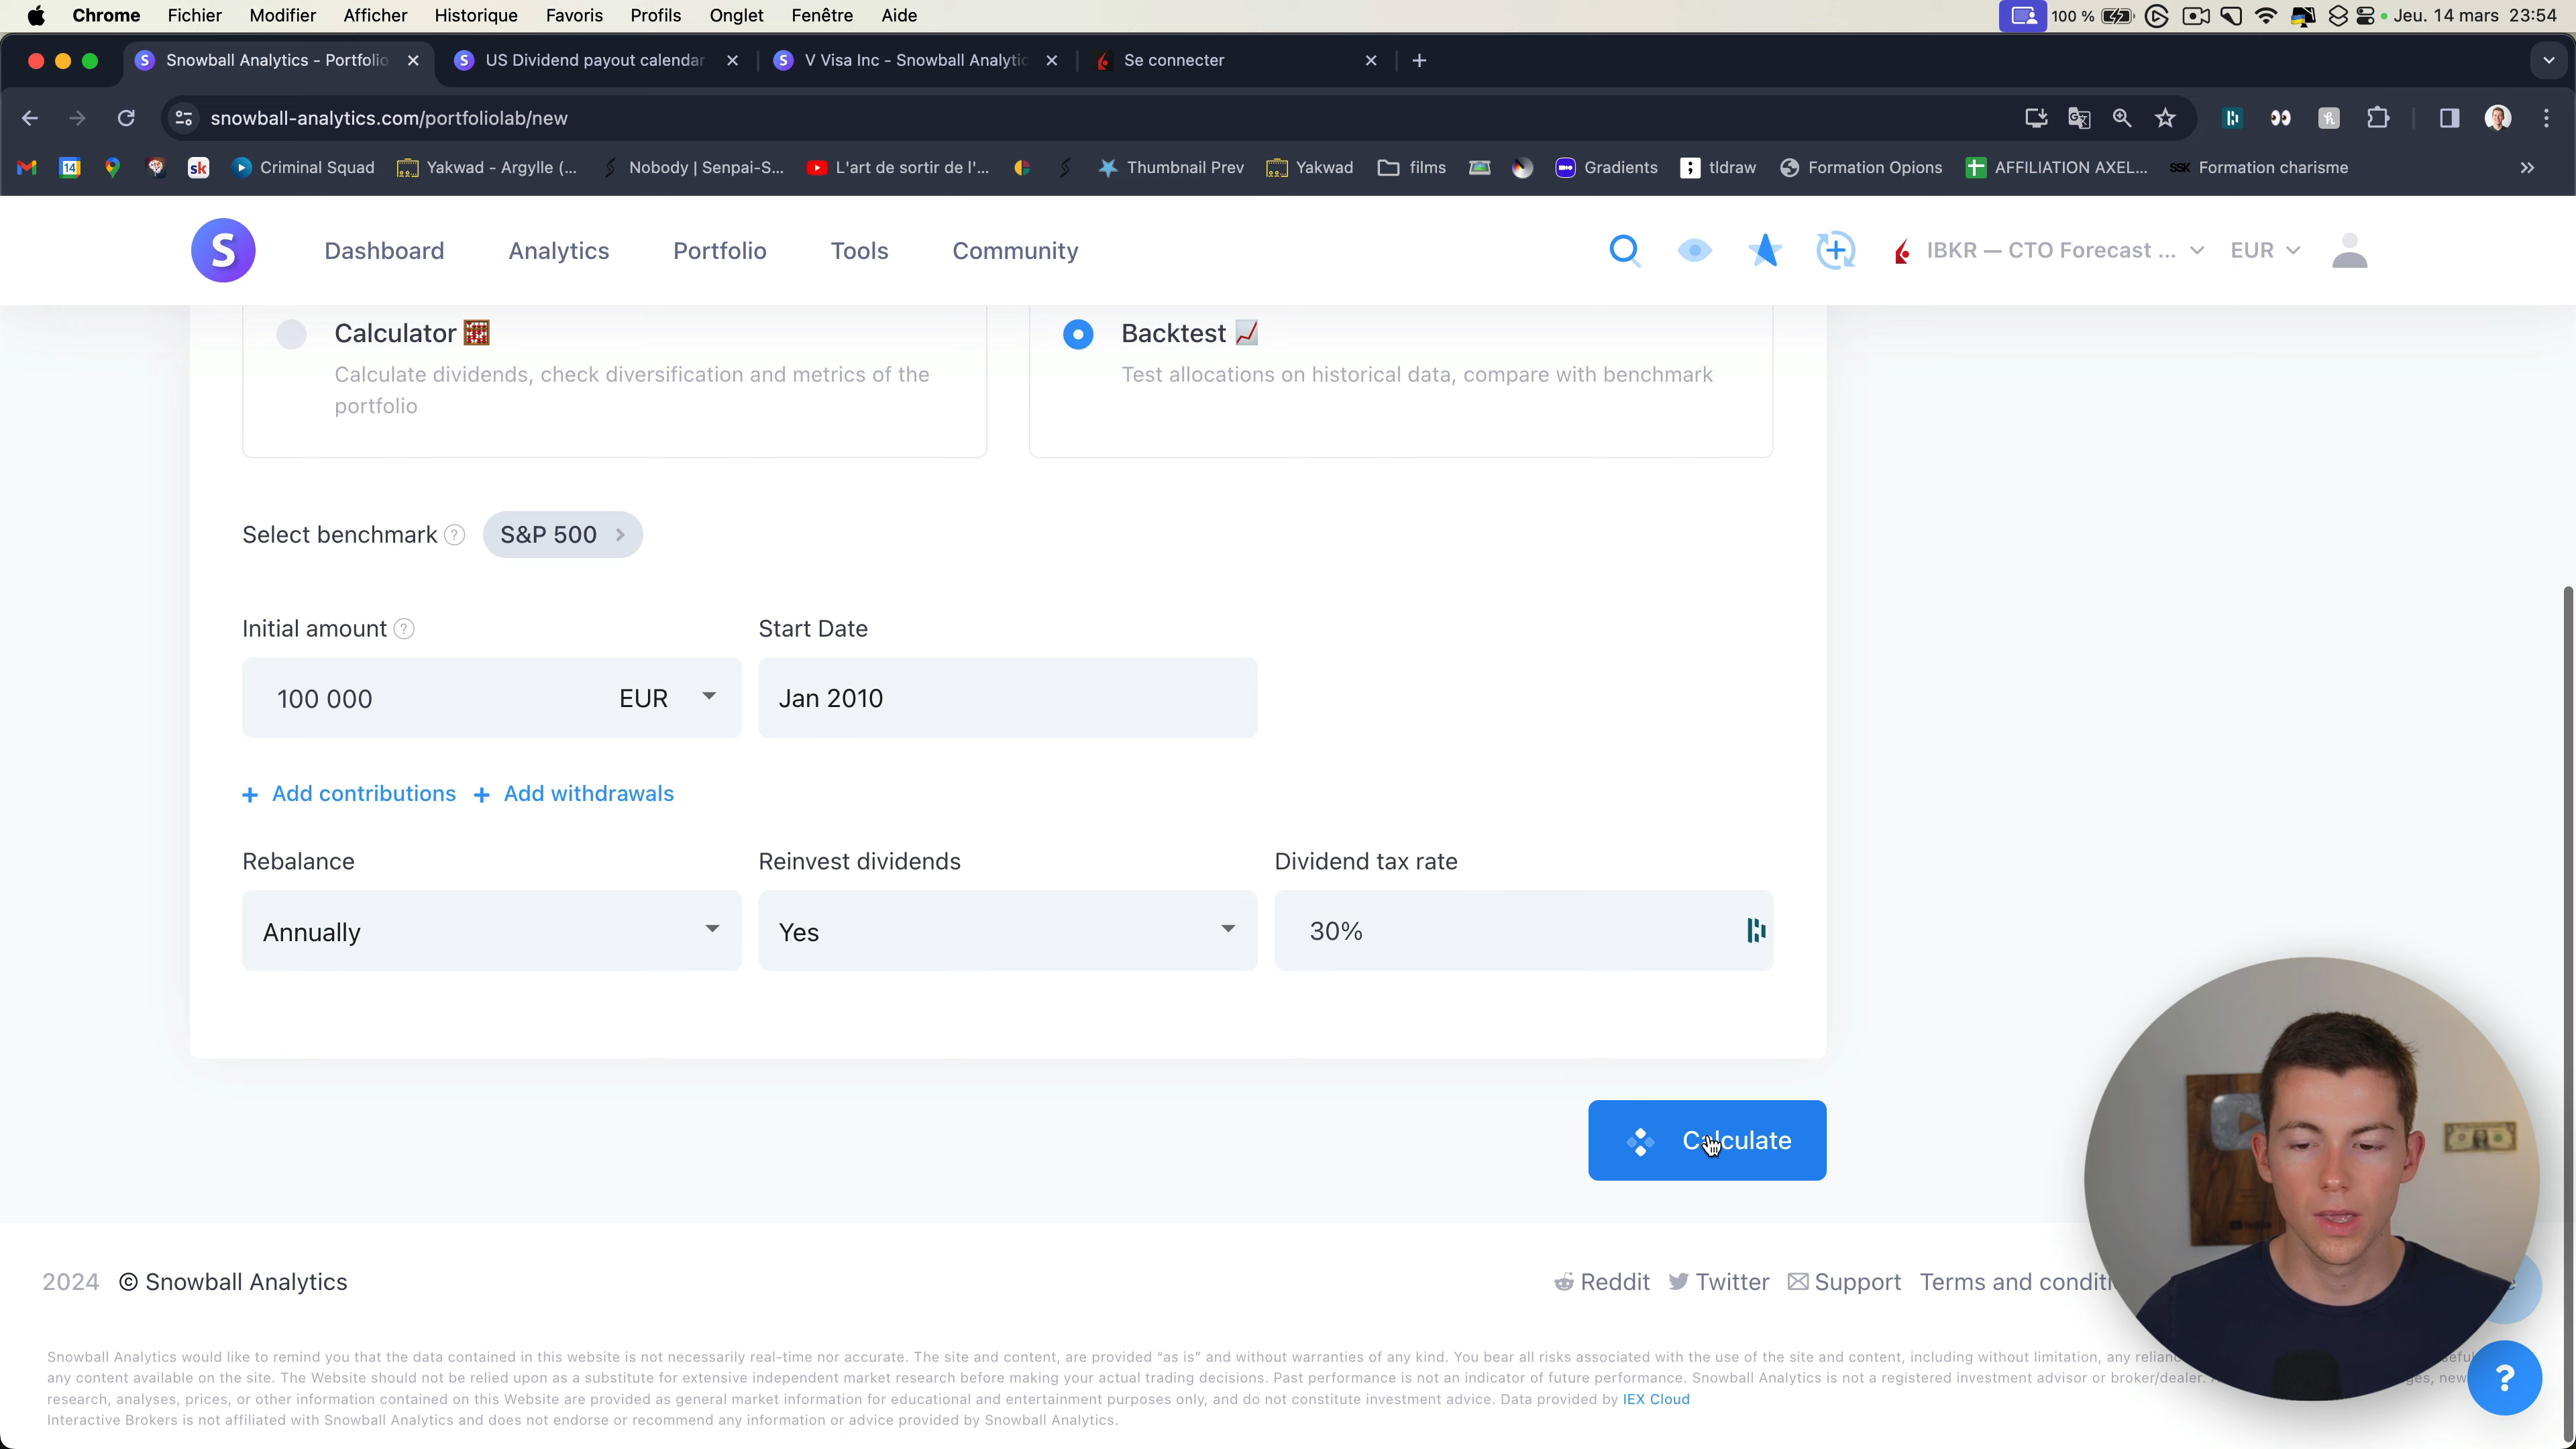 Chrome Fichier Modifier Afficher Historique Favoris Profils Onglet Fenêtre Aide 100 % Jeu. 14 mars 23:54
Snowball Analytics - Portfolio US Dividend payout calendar V Visa Inc - Snowball Analytic Se connecter
snowball-analytics.com/portfoliolab/new
14 sk Criminal Squad Yakwad - Argylle (... Nobody | Senpai-S... L'art de sortir de l'... Thumbnail Prev Yakwad films Gradients tldraw Formation Opions AFFILIATION AXEL... SSK Formation charisme
S Dashboard Analytics Portfolio Tools Community IBKR — CTO Forecast ... EUR
Calculator Backtest
Calculate dividends, check diversification and metrics of the Test allocations on historical data, compare with benchmark
portfolio
Select benchmark ? S&P 500
Initial amount ? Start Date
100 000 EUR Jan 2010
+ Add contributions + Add withdrawals
Rebalance Reinvest dividends Dividend tax rate
Annually Yes 30%
Calculate
2024 © Snowball Analytics Reddit Twitter Support Terms and conditi
Snowball Analytics would like to remind you that the data contained in this website is not necessarily real-time nor accurate. The site and content, are provided “as is” and without warranties of any kind. You bear all risks associated with the use of the site and content, including without limitation, any relian
any content available on the site. The Website should not be relied upon as a substitute for extensive independent market research before making your actual trading decisions. Past performance is not an indicator of future performance. Snowball Analytics is not a registered investment advisor or broker/dealer.
research, analyses, prices, or other information contained on this Website are provided as general market information for educational and entertainment purposes only, and do not constitute investment advice. Data provided by IEX Cloud
Interactive Brokers is not affiliated with Snowball Analytics and does not endorse or recommend any information or advice provided by Snowball Analytics.
?